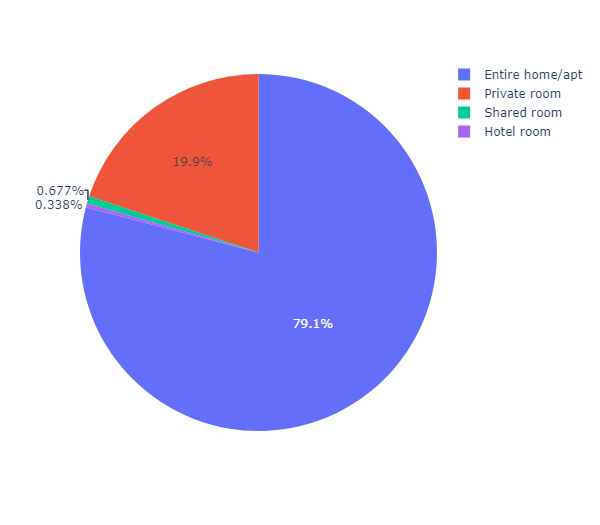 Entire home/apt
Private room
Shared room
Hotel room
19.9%
0.677%
0.338%
79.1%